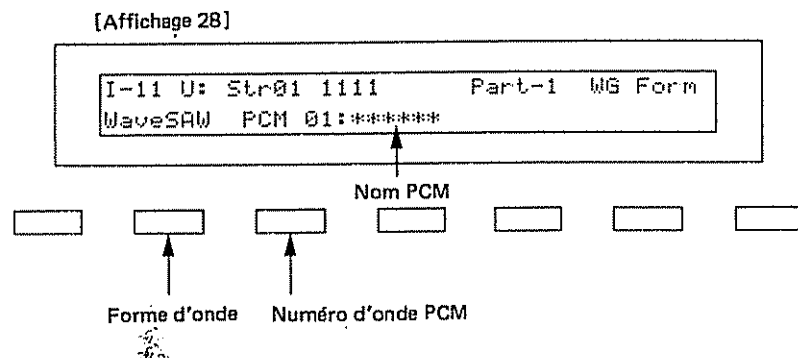 [Affichage 28]
I-11 U: Str01 1111 Part-1 WG Form
WaveSAW PCM 01:******
Nom PCM
Forme d'onde Numéro d'onde PCM